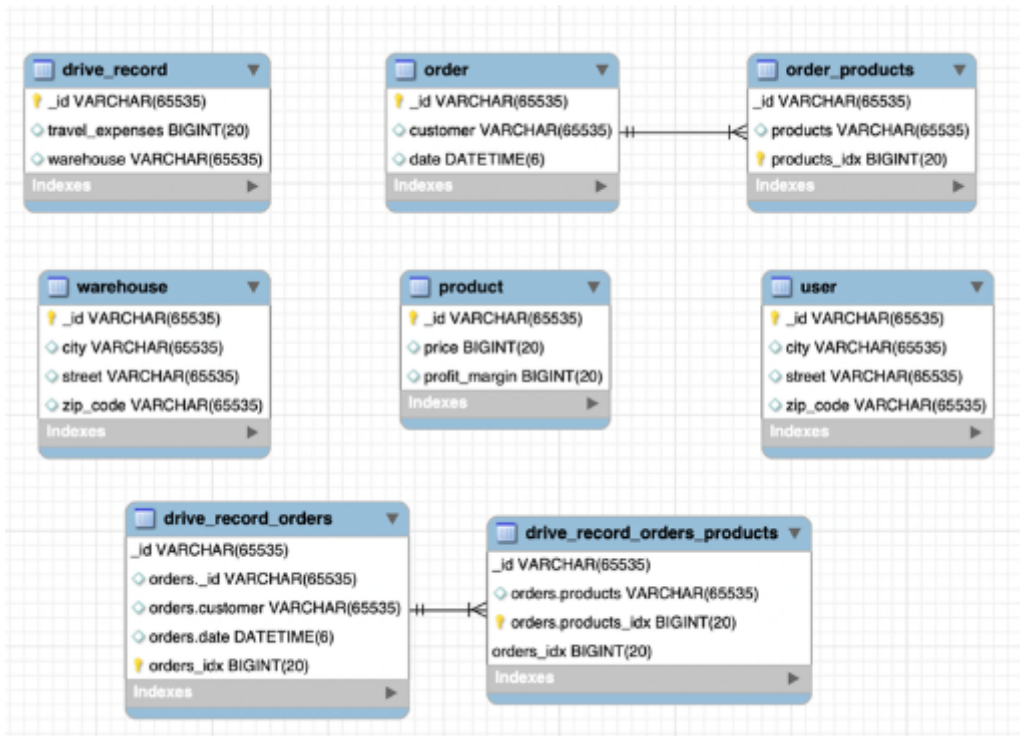 drive_record
_id VARCHAR(65535)
travel_expenses BIGINT(20)
warehouse VARCHAR(65535)
Indexes
order
_id VARCHAR(65535)
customer VARCHAR(65535)
date DATETIME(6)
Indexes
order_products
_id VARCHAR(65535)
products VARCHAR(65535)
products_idx BIGINT(20)
Indexes
warehouse
_id VARCHAR(65535)
city VARCHAR(65535)
street VARCHAR(65535)
zip_code VARCHAR(65535)
Indexes
product
_id VARCHAR(65535)
price BIGINT(20)
profit_margin BIGINT(20)
Indexes
user
_id VARCHAR(65535)
city VARCHAR(65535)
street VARCHAR(65535)
zip_code VARCHAR(65535)
Indexes
drive_record_orders
_id VARCHAR(65535)
orders._id VARCHAR(65535)
orders.customer VARCHAR(65535)
orders.date DATETIME(6)
orders_idx BIGINT(20)
Indexes
drive_record_orders_products
_id VARCHAR(65535)
orders.products VARCHAR(65535)
orders.products_idx BIGINT(20)
orders_idx BIGINT(20)
Indexes